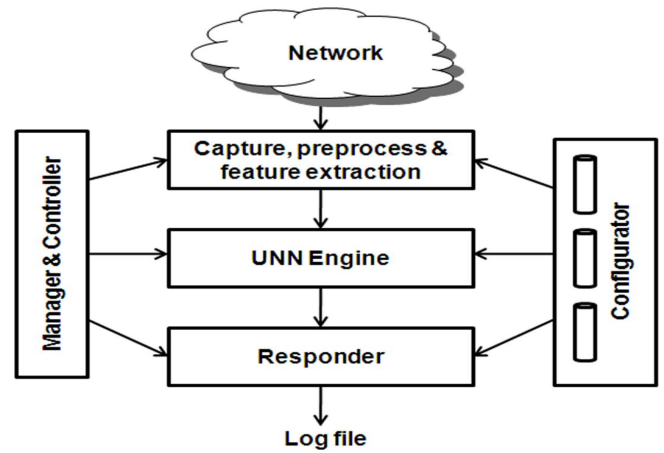 Network
Capture, preprocess &
feature extraction
Manager & Controller
UNN Engine
Configurator
Responder
Log file